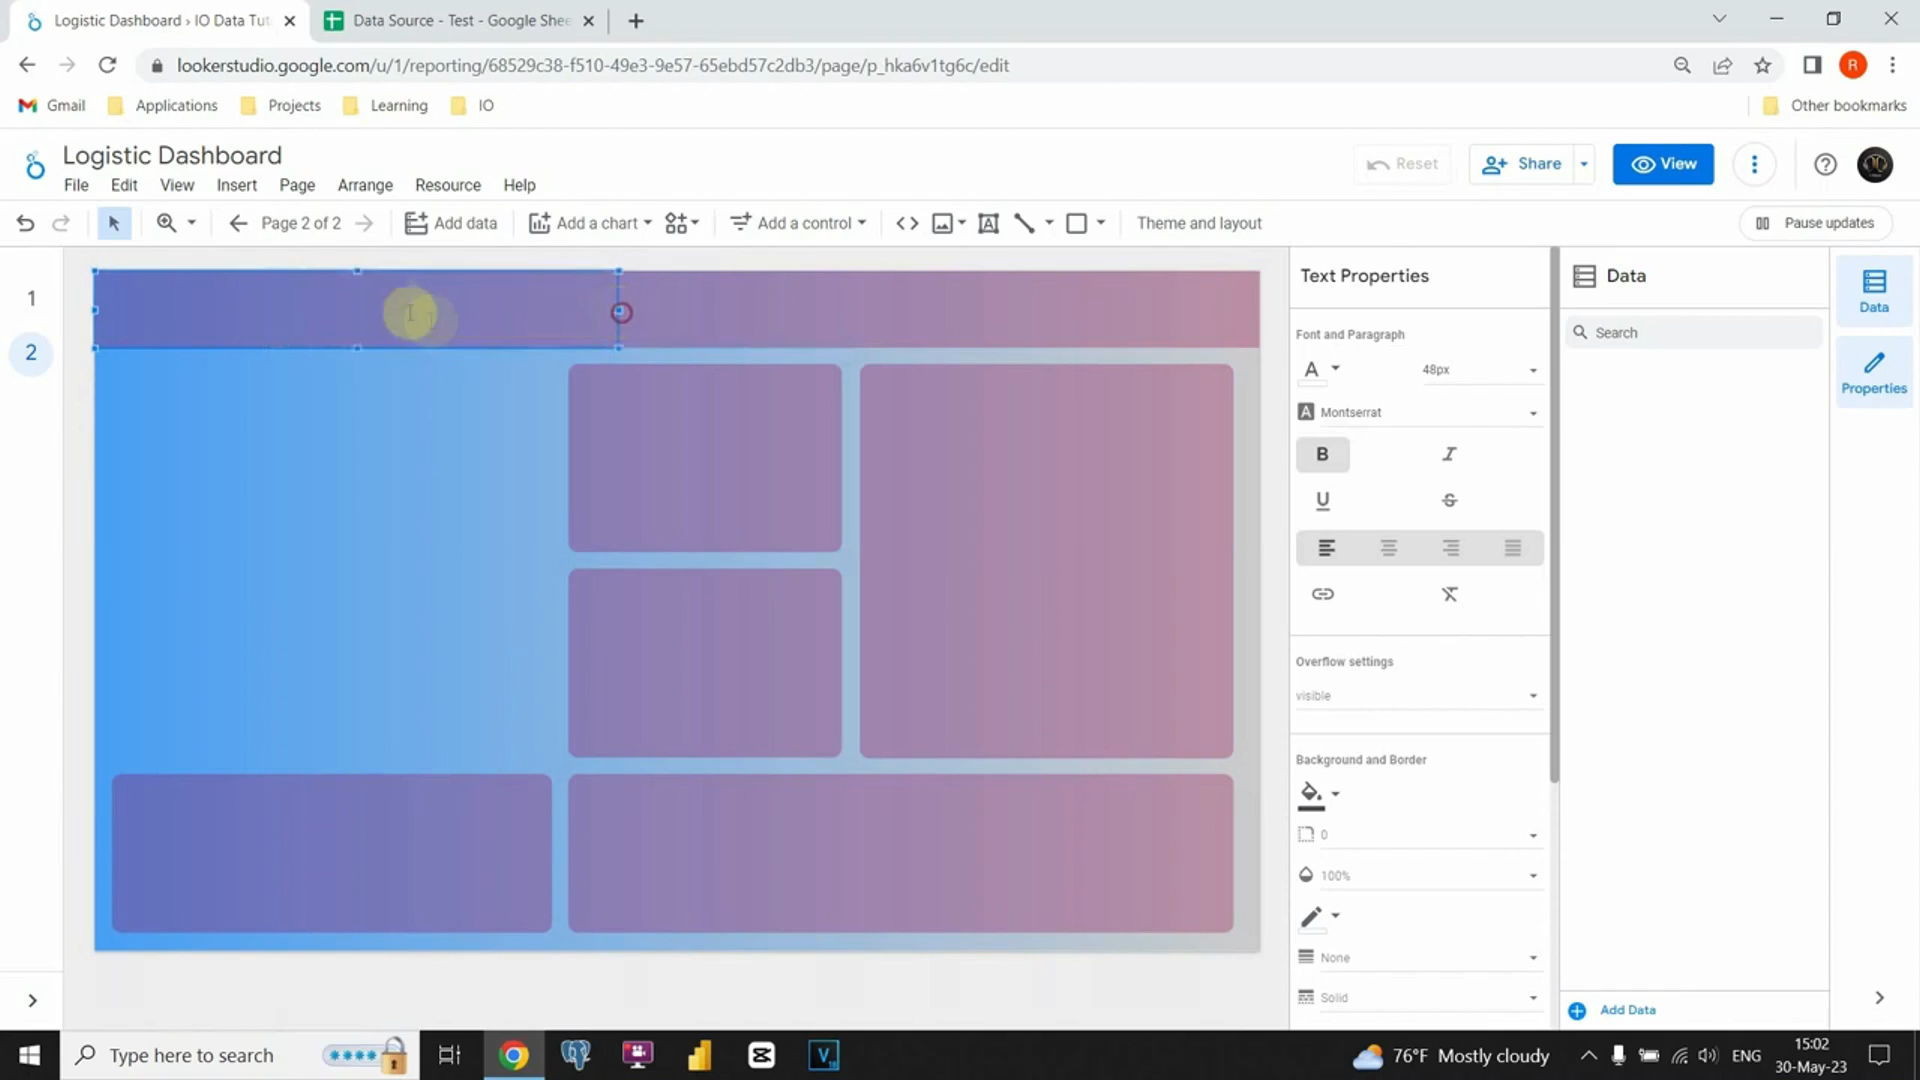 Logistic Dashboard › IO Data Tut
Data Source - Test - Google Shee
lookerstudio.google.com/u/1/reporting/68529c38-f510-49e3-9e57-65ebd57c2db3/page/p_hka6v1tg6c/edit
R
Gmail
Applications
Projects
Learning
IO
Other bookmarks
Logistic Dashboard
File Edit View Insert Page Arrange Resource Help
Reset
Share
View
Page 2 of 2
Add data
Add a chart
Add a control
Theme and layout
Pause updates
1
2
Text Properties
Font and Paragraph
A
48px
Montserrat
B
I
U
S
Overflow settings
visible
Background and Border
0
100%
None
Solid
Data
Search
Add Data
Data
Properties
Type here to search
76°F Mostly cloudy
ENG
15:02
30-May-23